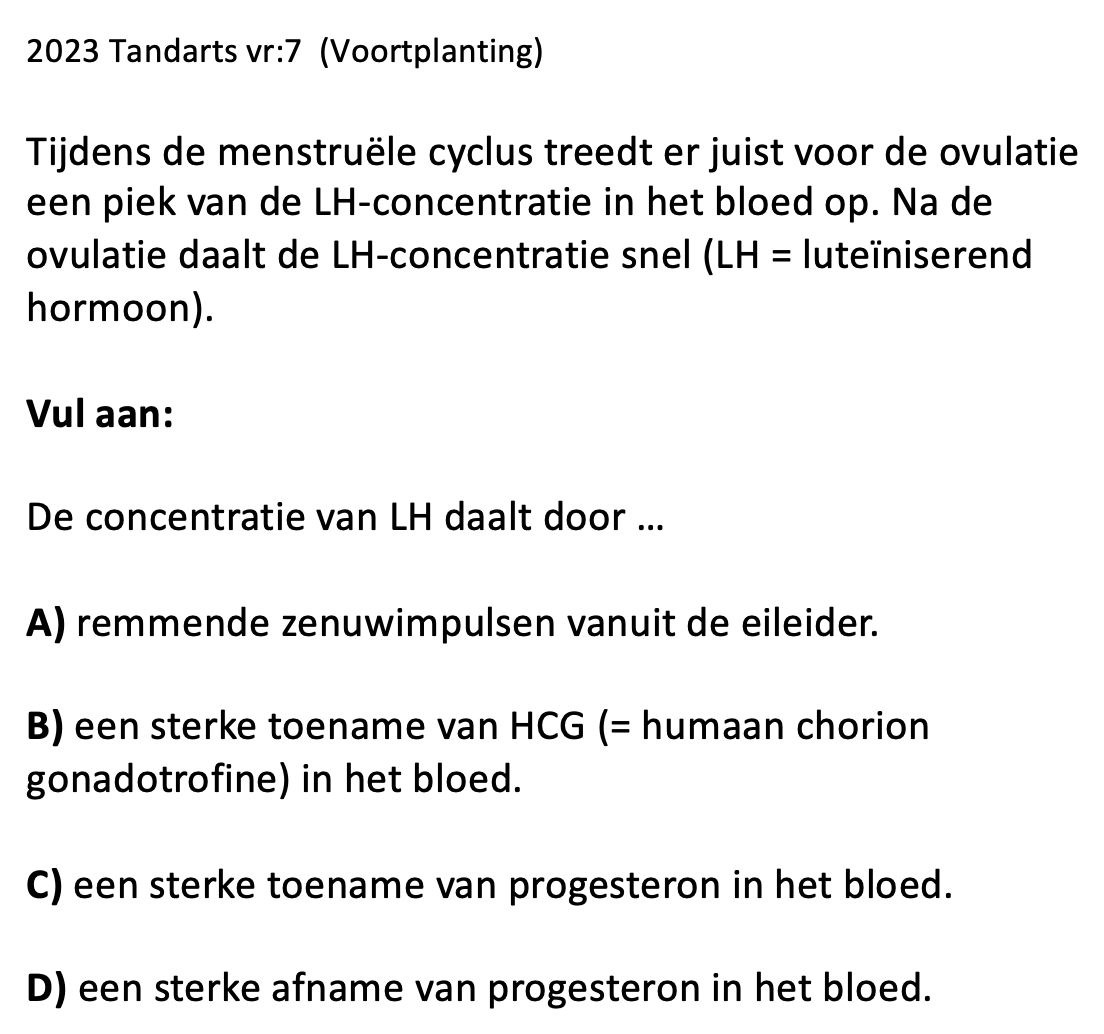 2023 Tandarts vr:7 (Voortplanting)
Tijdens de menstruële cyclus treedt er juist voor de ovulatie
een piek van de LH-concentratie in het bloed op. Na de
ovulatie daalt de LH-concentratie snel (LH = luteïniserend
hormoon).
Vul aan:
De concentratie van LH daalt door ...
A) remmende zenuwimpulsen vanuit de eileider.
B) een sterke toename van HCG (= humaan chorion
gonadotrofine) in het bloed.
C) een sterke toename van progesteron in het bloed.
D) een sterke afname van progesteron in het bloed.